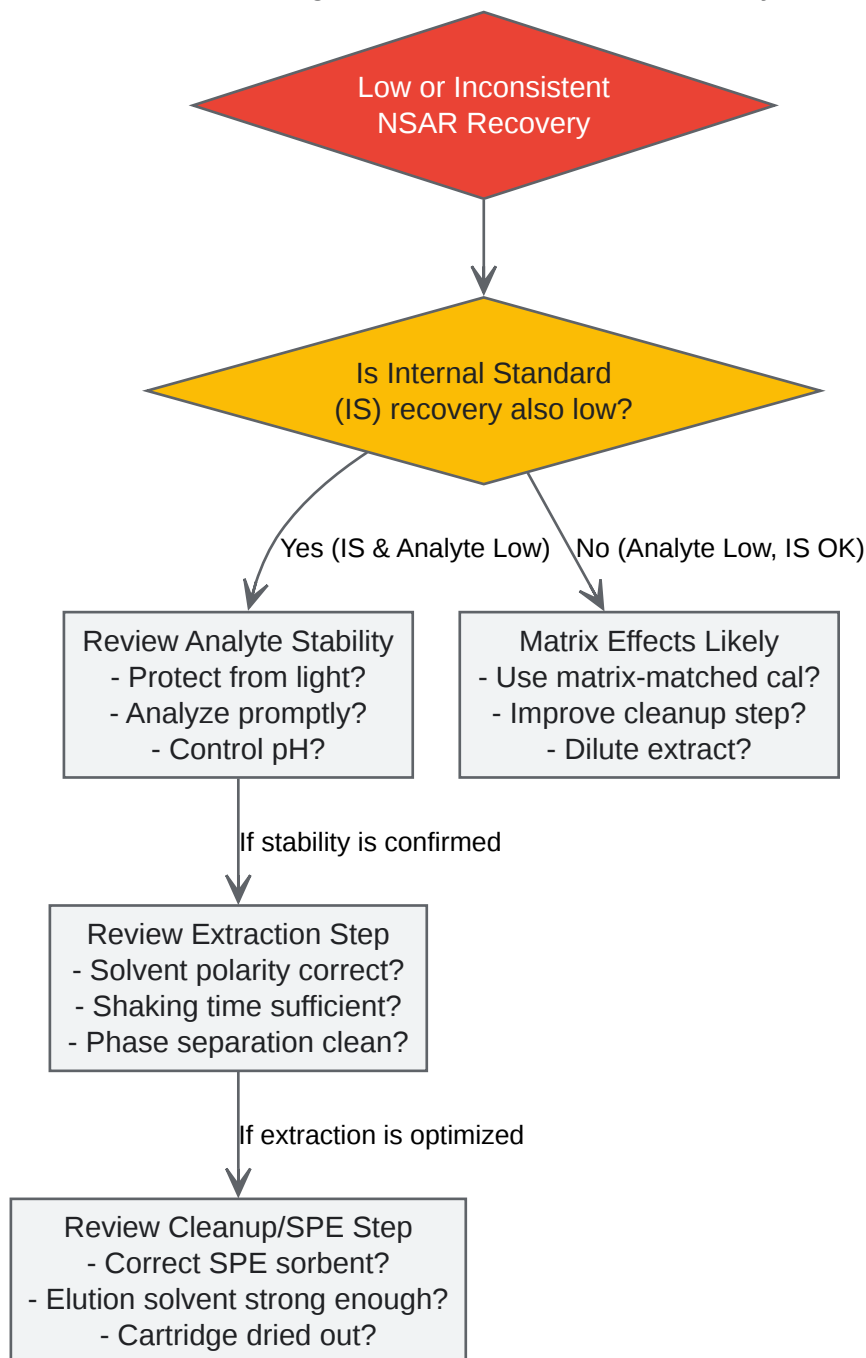 Low or Inconsistent
NSAR Recovery
Is Internal Standard
(IS) recovery also low?
Yes (IS & Analyte Low)
No (Analyte Low, IS OK)
Review Analyte Stability
- Protect from light?
- Analyze promptly?
- Control pH?
Matrix Effects Likely
- Use matrix-matched cal?
- Improve cleanup step?
- Dilute extract?
If stability is confirmed
Review Extraction Step
- Solvent polarity correct?
- Shaking time sufficient?
- Phase separation clean?
If extraction is optimized
Review Cleanup/SPE Step
- Correct SPE sorbent?
- Elution solvent strong enough?
- Cartridge dried out?